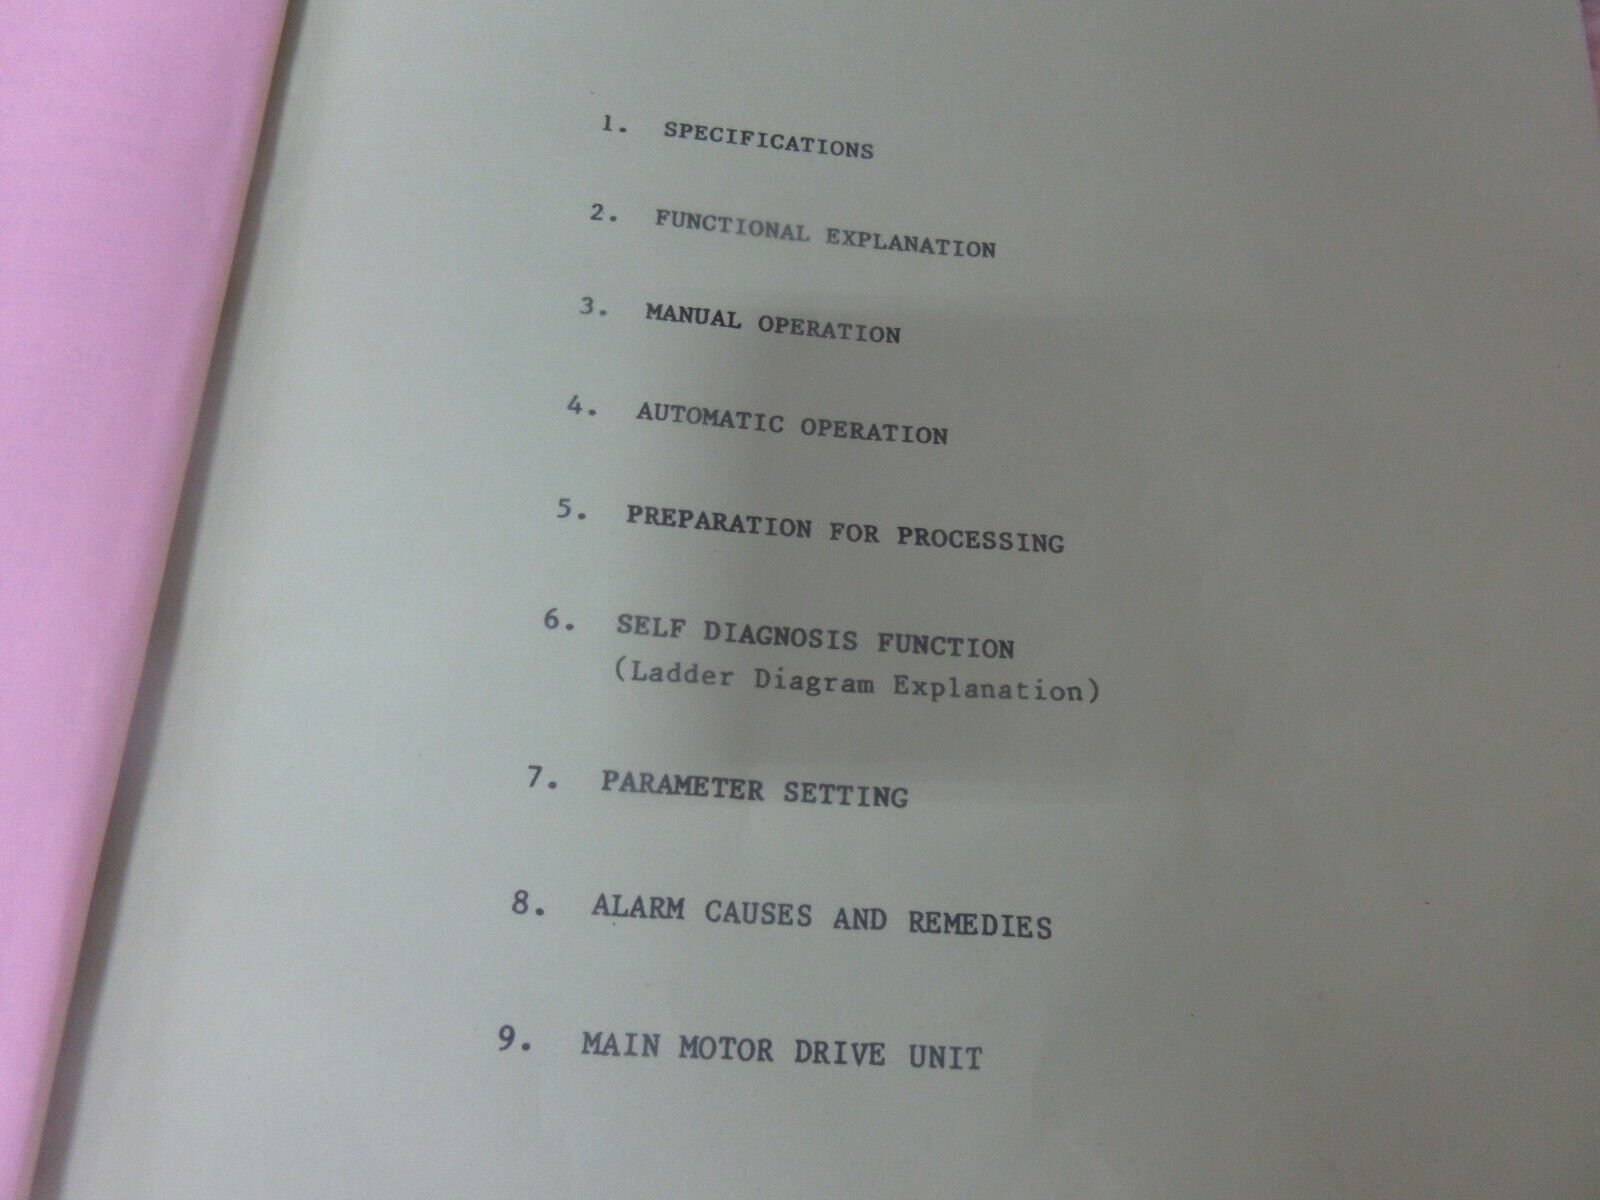 1. SPECIFICATIONS
2. FUNCTIONAL EXPLANATION
3. MANUAL OPERATION
4. AUTOMATIC OPERATION
5. PREPARATION FOR PROCESSING
6. SELF DIAGNOSIS FUNCTION
(Ladder Diagram Explanation)
7. PARAMETER SETTING
8. ALARM CAUSES AND REMEDIES
9. MAIN MOTOR DRIVE UNIT